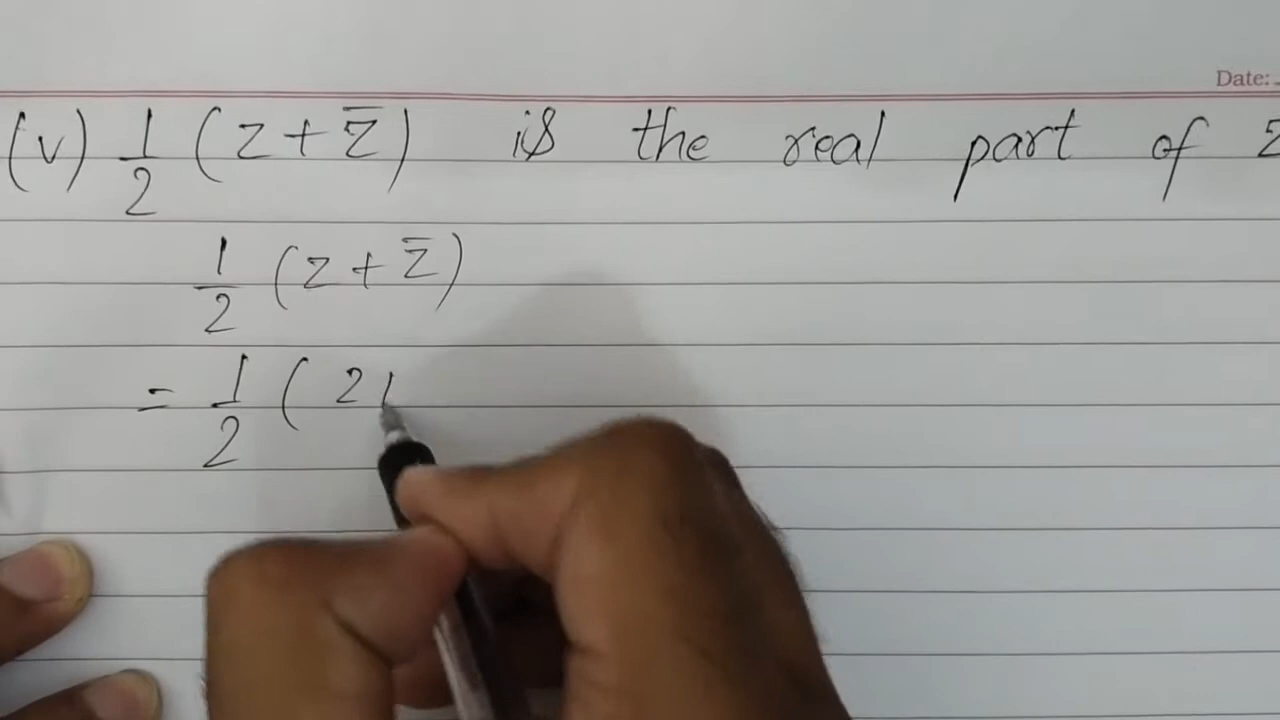 Date:
(v) 1/2 (z + z̅) is the real part of z
1/2 (z + z̅)
= 1/2 ( 2